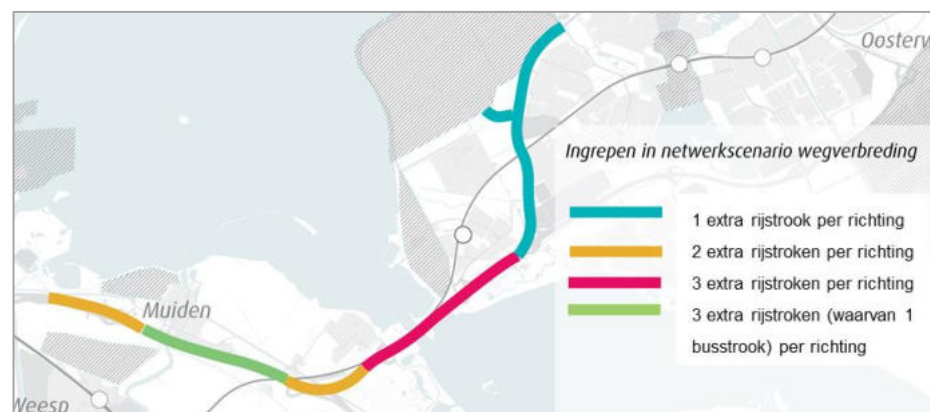 Oosterw
Ingrepen in netwerkscenario wegverbreding
1 extra rijstrook per richting
2 extra rijstroken per richting
3 extra rijstroken per richting
3 extra rijstroken (waarvan 1
busstrook) per richting
Muiden
Weesp